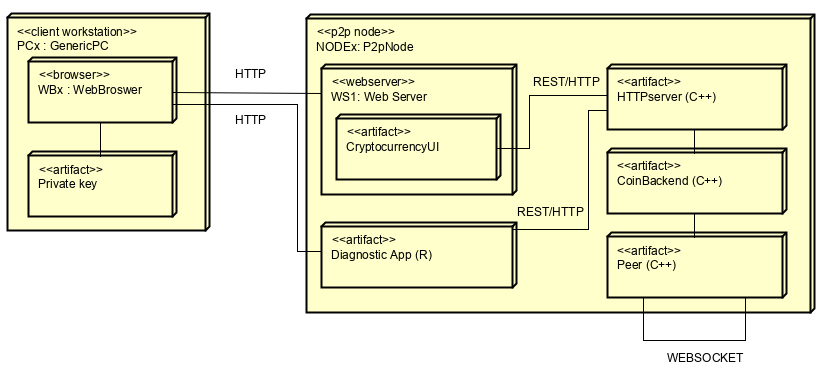 <<client workstation>>
PCx : GenericPC
<<browser>>
WBx : WebBroswer
<<artifact>>
Private key
HTTP
HTTP
<<p2p node>>
NODEx: P2pNode
<<webserver>>
WS1: Web Server
<<artifact>>
CryptocurrencyUI
<<artifact>>
Diagnostic App (R)
REST/HTTP
REST/HTTP
<<artifact>>
HTTPserver (C++)
<<artifact>>
CoinBackend (C++)
<<artifact>>
Peer (C++)
WEBSOCKET